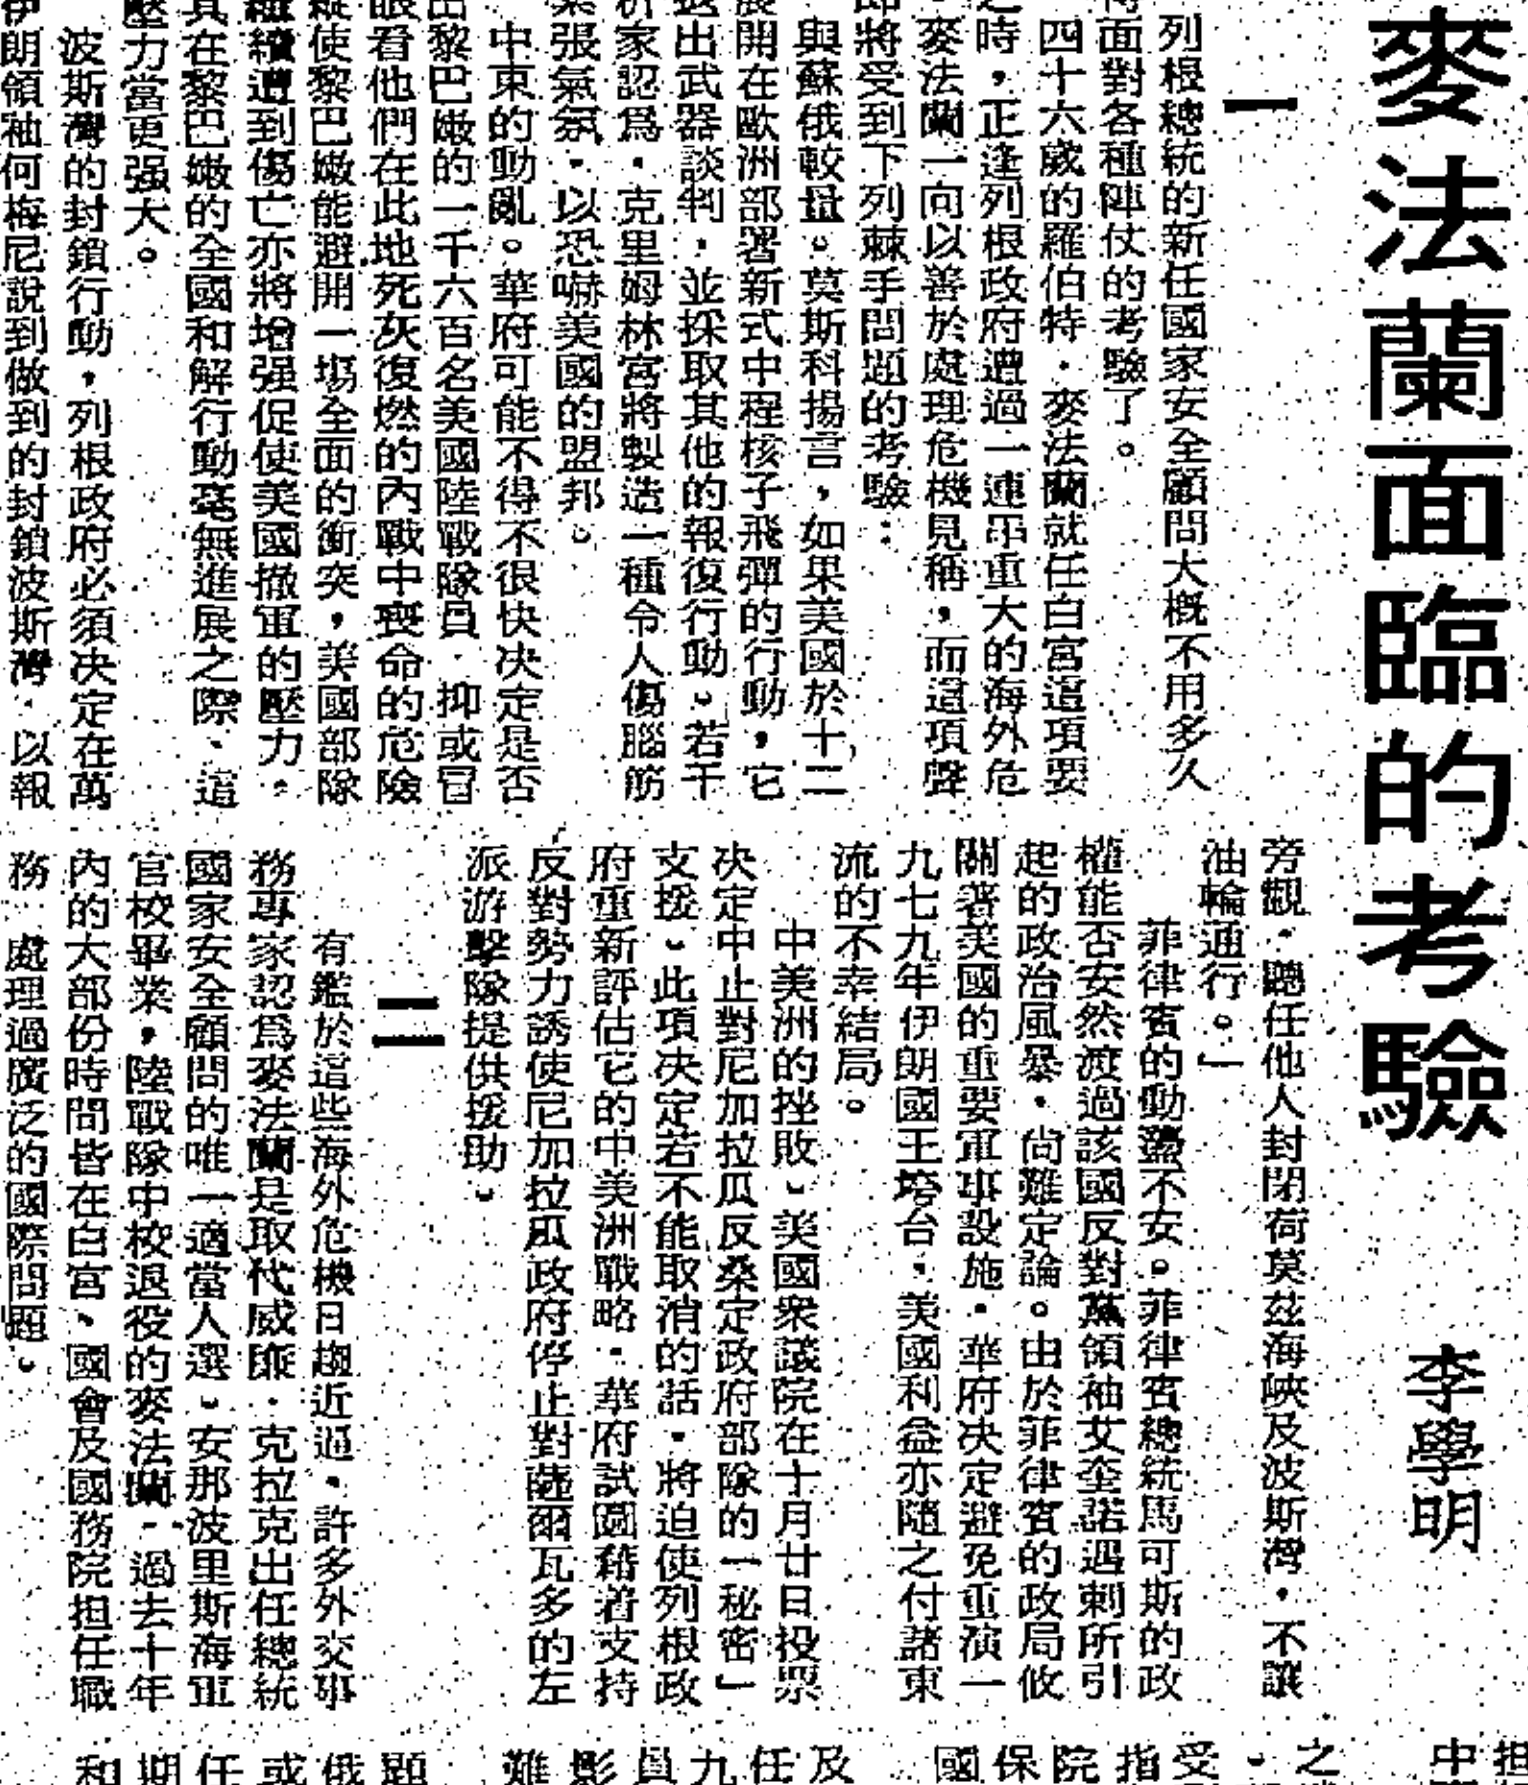 麥法蘭面臨的考驗
李學明
一
列根總統的新任國家安全顧問大概不用多久
面對各種陣仗的考驗了。
四十六歲的羅伯特·麥法蘭就任白宮這項要
之時，正逢列根政府遭遇一連串重大的海外危
麥法蘭一向以善於處理危機見稱，而這項聲
即將受到下列棘手問題的考驗：
與蘇俄較量。莫斯科揚言，如果美國於十二
展開在歐洲部署新式中程核子飛彈的行動，它
退出武器談判，並採取其他的報復行動。若干
析家認爲，克里姆林宮將製造一種令人傷腦筋
緊張氣氛，以恐嚇美國的盟邦。
中東的動亂。華府可能不得不很快決定是否
出黎巴嫩的一千六百名美國陸戰隊員，抑或冒
眼看他們在此地死灰復燃的內戰中喪命的危險
縱使黎巴嫩能避開一場全面的衝突，美國部隊
繼續遭到傷亡亦將增强促使美國撤軍的壓力，
其在黎巴嫩的全國和解行動毫無進展之際、這
壓力當更强大。
波斯灣的封鎖行動，列根政府必須決定在萬
伊朗領袖何梅尼說到做到的封鎖波斯灣，以報
旁觀，聽任他人封閉荷莫茲海峽及波斯灣，不讓
油輪通行。」
菲律賓的動盪不安。菲律賓總統馬可斯的政
權能否安然渡過該國反對黨領袖艾奎諾遇刺所引
起的政治風暴，尚難定論。由於菲律賓的政局攸
關著美國的重要軍事設施，華府決定避免重演一
九七九年伊朗國王垮台，美國利益亦隨之付諸東
流的不幸結局。
中美洲的挫敗。美國衆議院在十月廿日投票
決定中止對尼加拉瓜反桑定政府部隊的一秘密」
支援。此項決定若不能取消的話，將迫使列根政
府重新評估它的中美洲戰略，華府試圖藉着支持
反對勢力誘使尼加拉瓜政府停止對薩爾瓦多的左
派游擊隊提供援助。
二
有鑑於這些海外危機日趨近逼，許多外交事
務專家認爲麥法蘭是取代威廉·克拉克出任總統
國家安全顧問的唯一適當人選。安那波里斯海軍
官校畢業，陸戰隊中校退役的麥法蘭，過去十年
內的大部份時間皆在白宮、國會及國務院担任職
務，處理過廣泛的國際問題。
担
中
之
受
指
院
保
國
及
任
九
員
影
難
題
俄
或
任
期
和